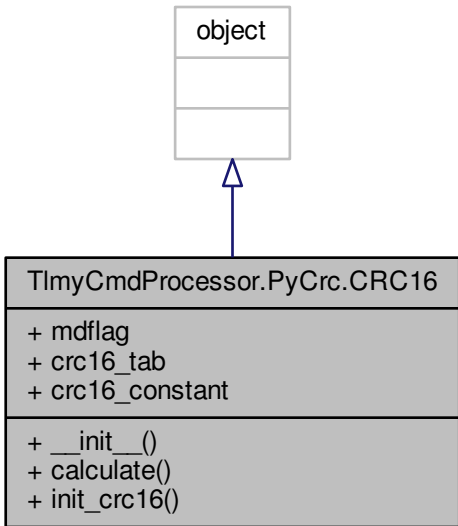 object
TlmyCmdProcessor.PyCrc.CRC16
+ mdflag
+ crc16_tab
+ crc16_constant
+ __init__()
+ calculate()
+ init_crc16()